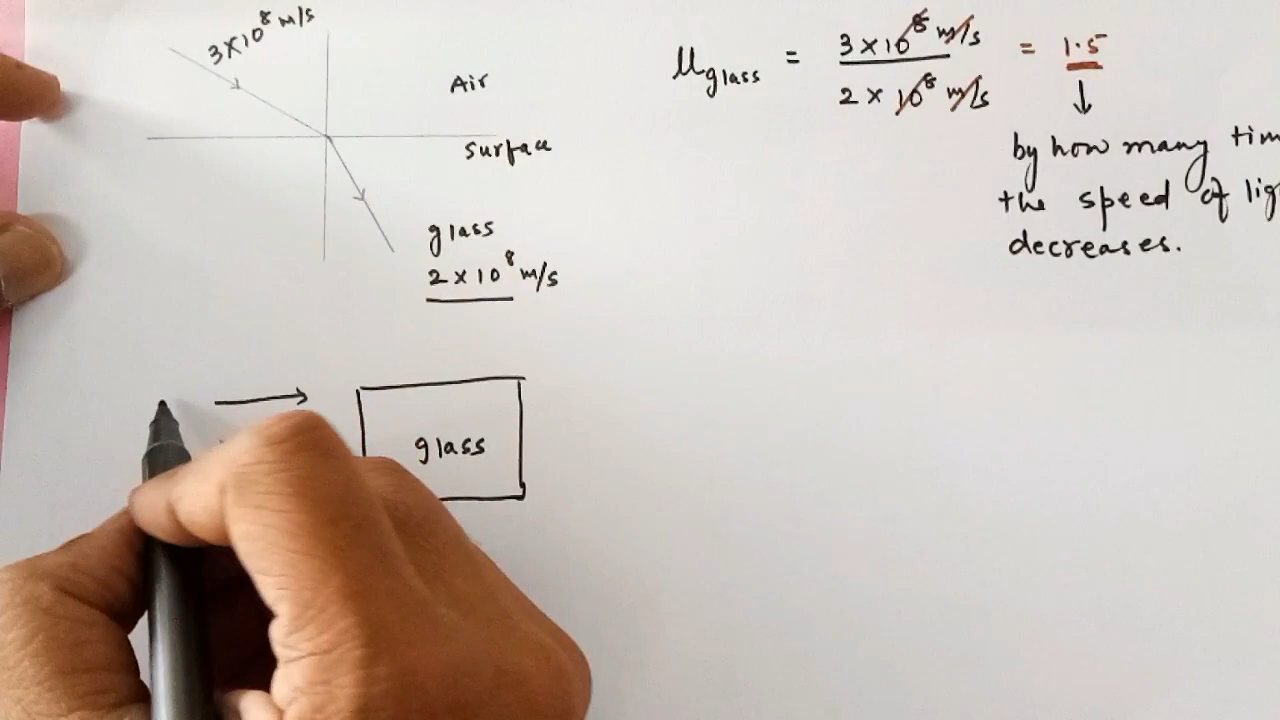 3×10⁸ m/s
Air
surface
glass
2×10⁸ m/s
μglass = 3×10⁸ m/s / 2×10⁸ m/s = 1.5
↓
by how many tim
the speed of lig
decreases.
glass